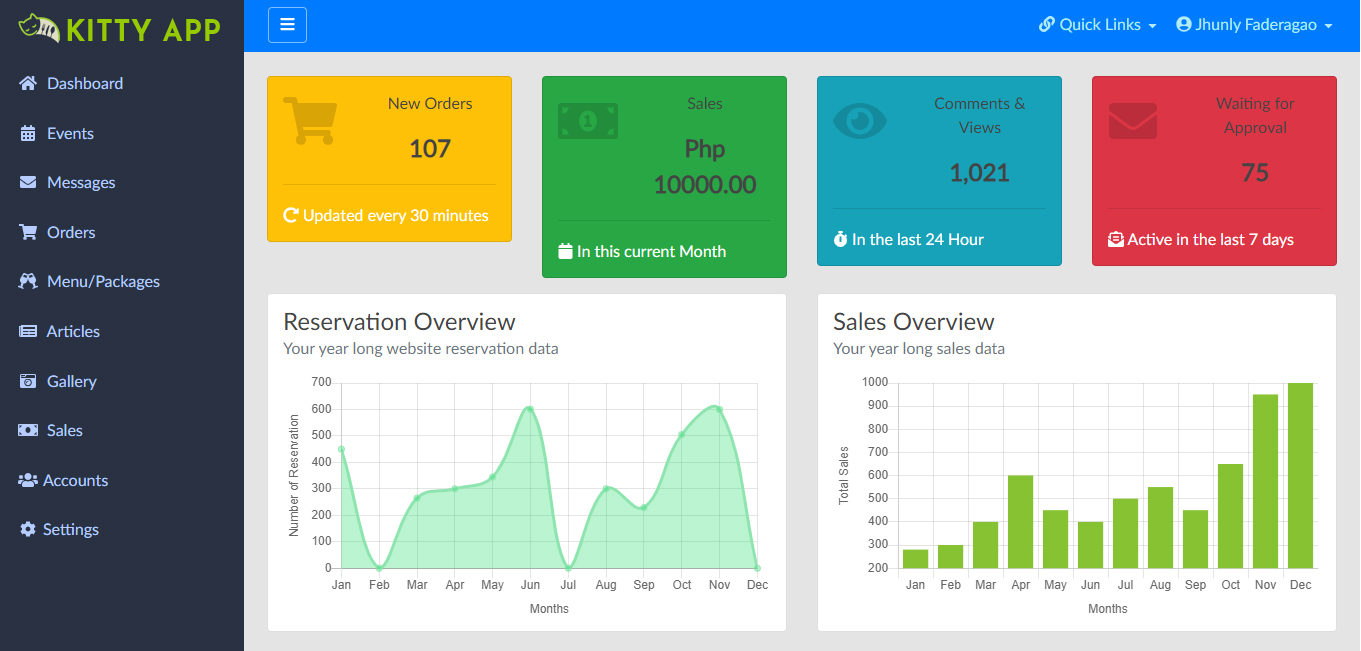 KITTY APP
Dashboard
Events
Messages
Orders
Menu/Packages
Articles
Gallery
Sales
Accounts
Settings
Quick Links
Jhunly Faderagao
New Orders
107
Updated every 30 minutes
Sales
1
Php
10000.00
In this current Month
Comments &
Views
1,021
In the last 24 Hour
Waiting for
Approval
75
Active in the last 7 days
Reservation Overview
Your year long website reservation data
Number of Reservation
700
600
500
400
300
200
100
0
Jan Feb Mar Apr May Jun Jul Aug Sep Oct Nov Dec
Months
Sales Overview
Your year long sales data
Total Sales
1000
900
800
700
600
500
400
300
200
Jan Feb Mar Apr May Jun Jul Aug Sep Oct Nov Dec
Months